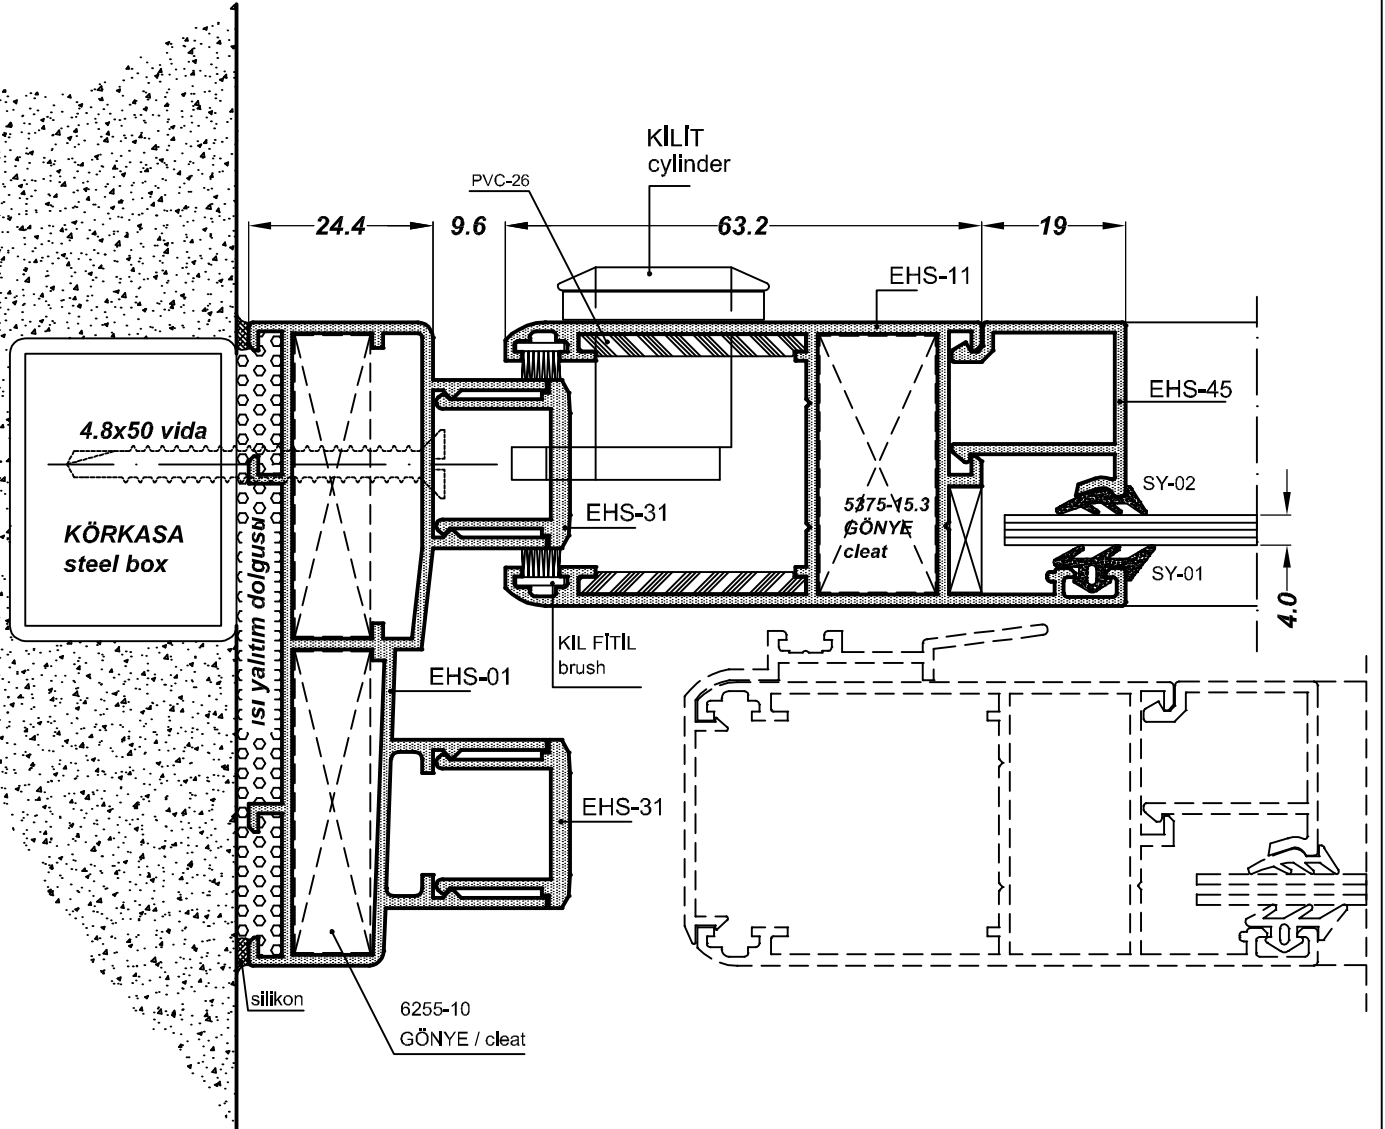 KİLİT
cylinder
PVC-26
24.4
9.6
63.2
19
EHS-11
EHS-45
4.8x50 vida
SY-02
5375-15.3
GÖNYE
cleat
EHS-31
KÖRKASA
steel box
SY-01
4.0
ısı yalıtım dolgusu
KIL FİTİL
brush
EHS-01
EHS-31
silikon
6255-10
GÖNYE / cleat